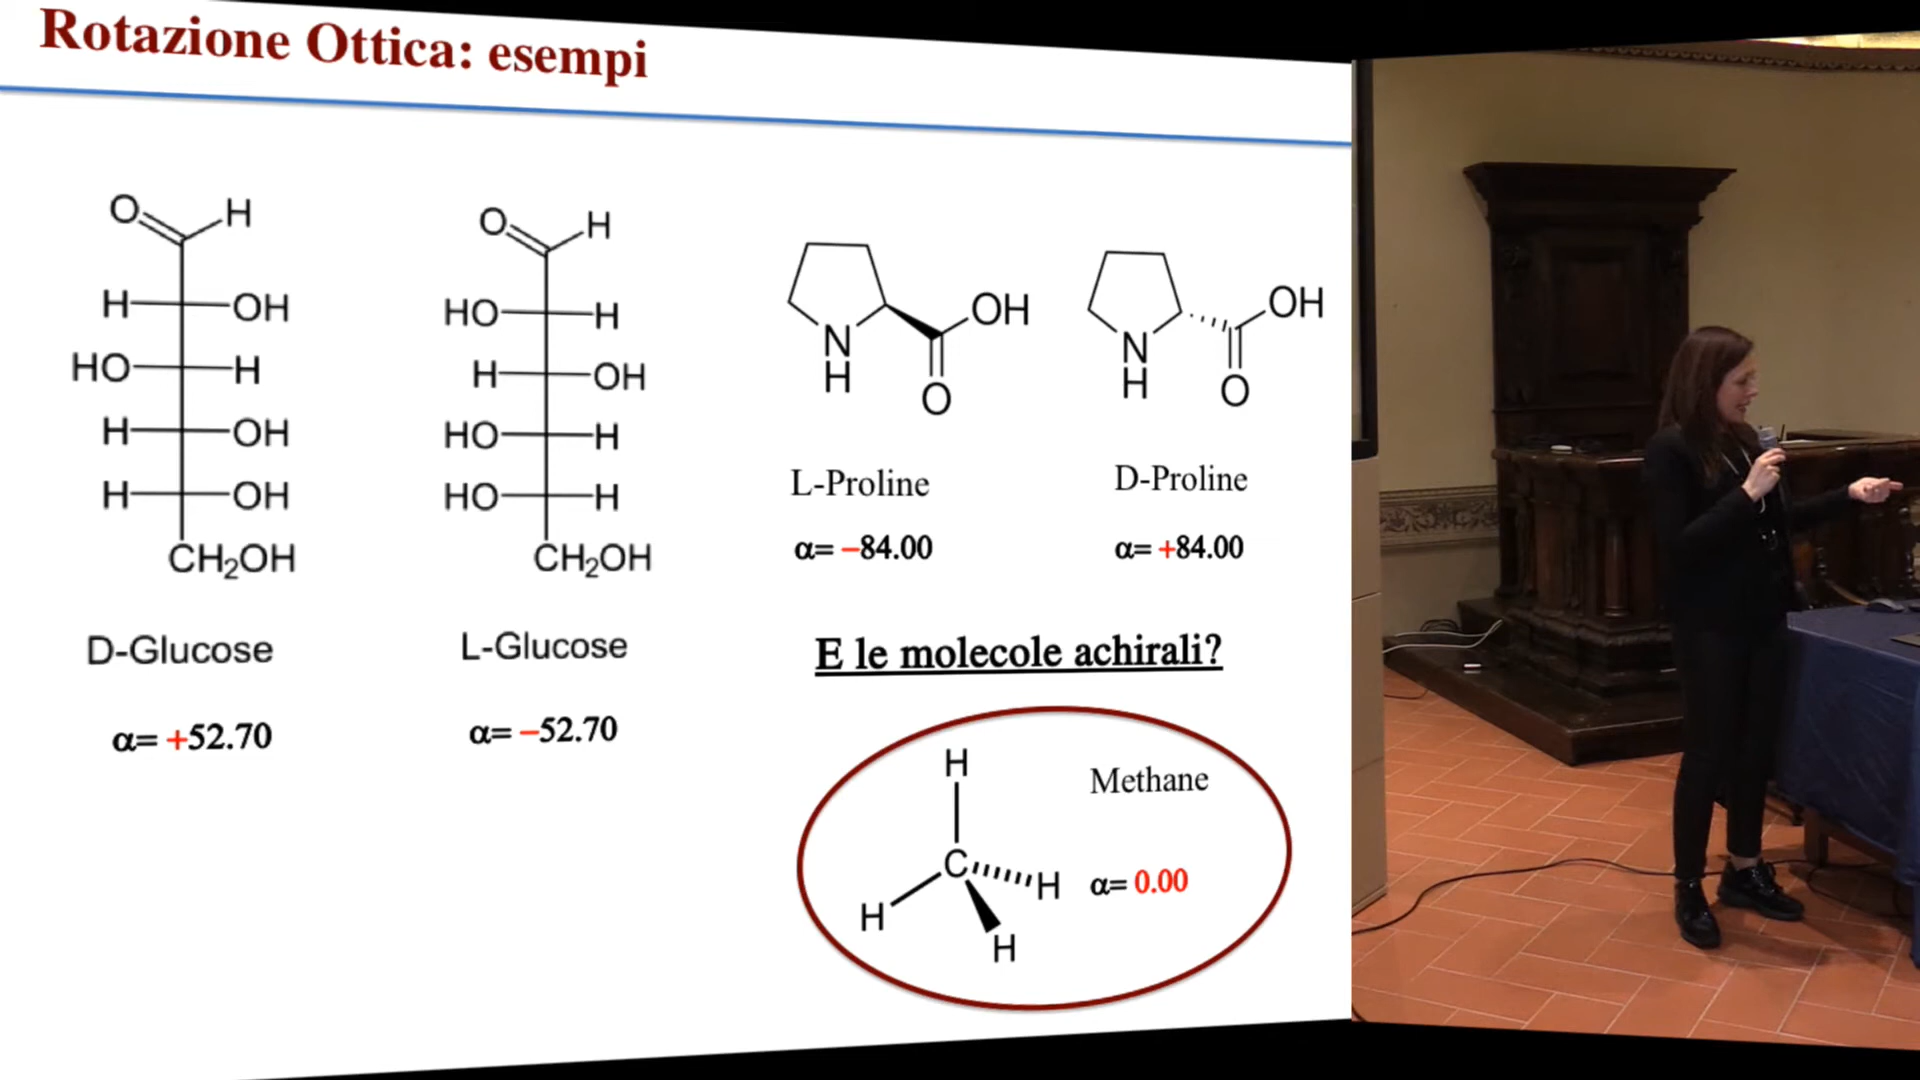 Rotazione Ottica: esempi
O H
H OH
HO H
H OH
H OH
CH₂OH
D-Glucose
α= +52.70
O H
HO H
H OH
HO H
HO H
CH₂OH
L-Glucose
α= −52.70
OH
N
H
O
L-Proline
α= −84.00
OH
N
H
O
D-Proline
α= +84.00
E le molecole achirali?
H
Methane
C
H
α= 0.00
H
H